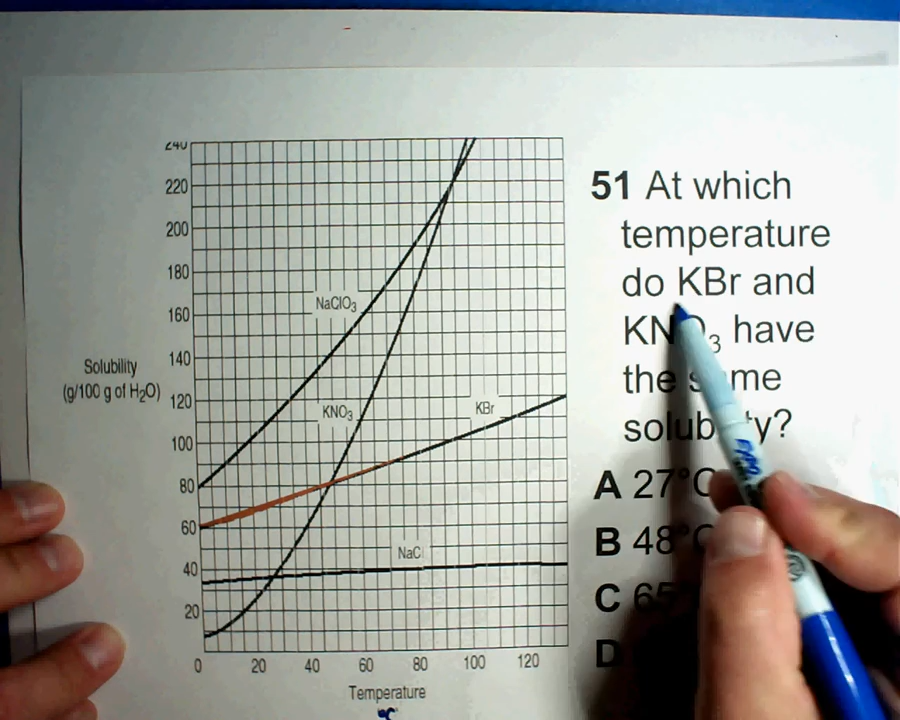 240
220
200
180
160
140
120
100
80
60
40
20
0 20 40 60 80 100 120
NaClO3
KNO3
KBr
NaCl
Solubility
(g/100 g of H2O)
Temperature
°C
51 At which
temperature
do KBr and
have
the
A 27°C
B 48°C
C 65
D